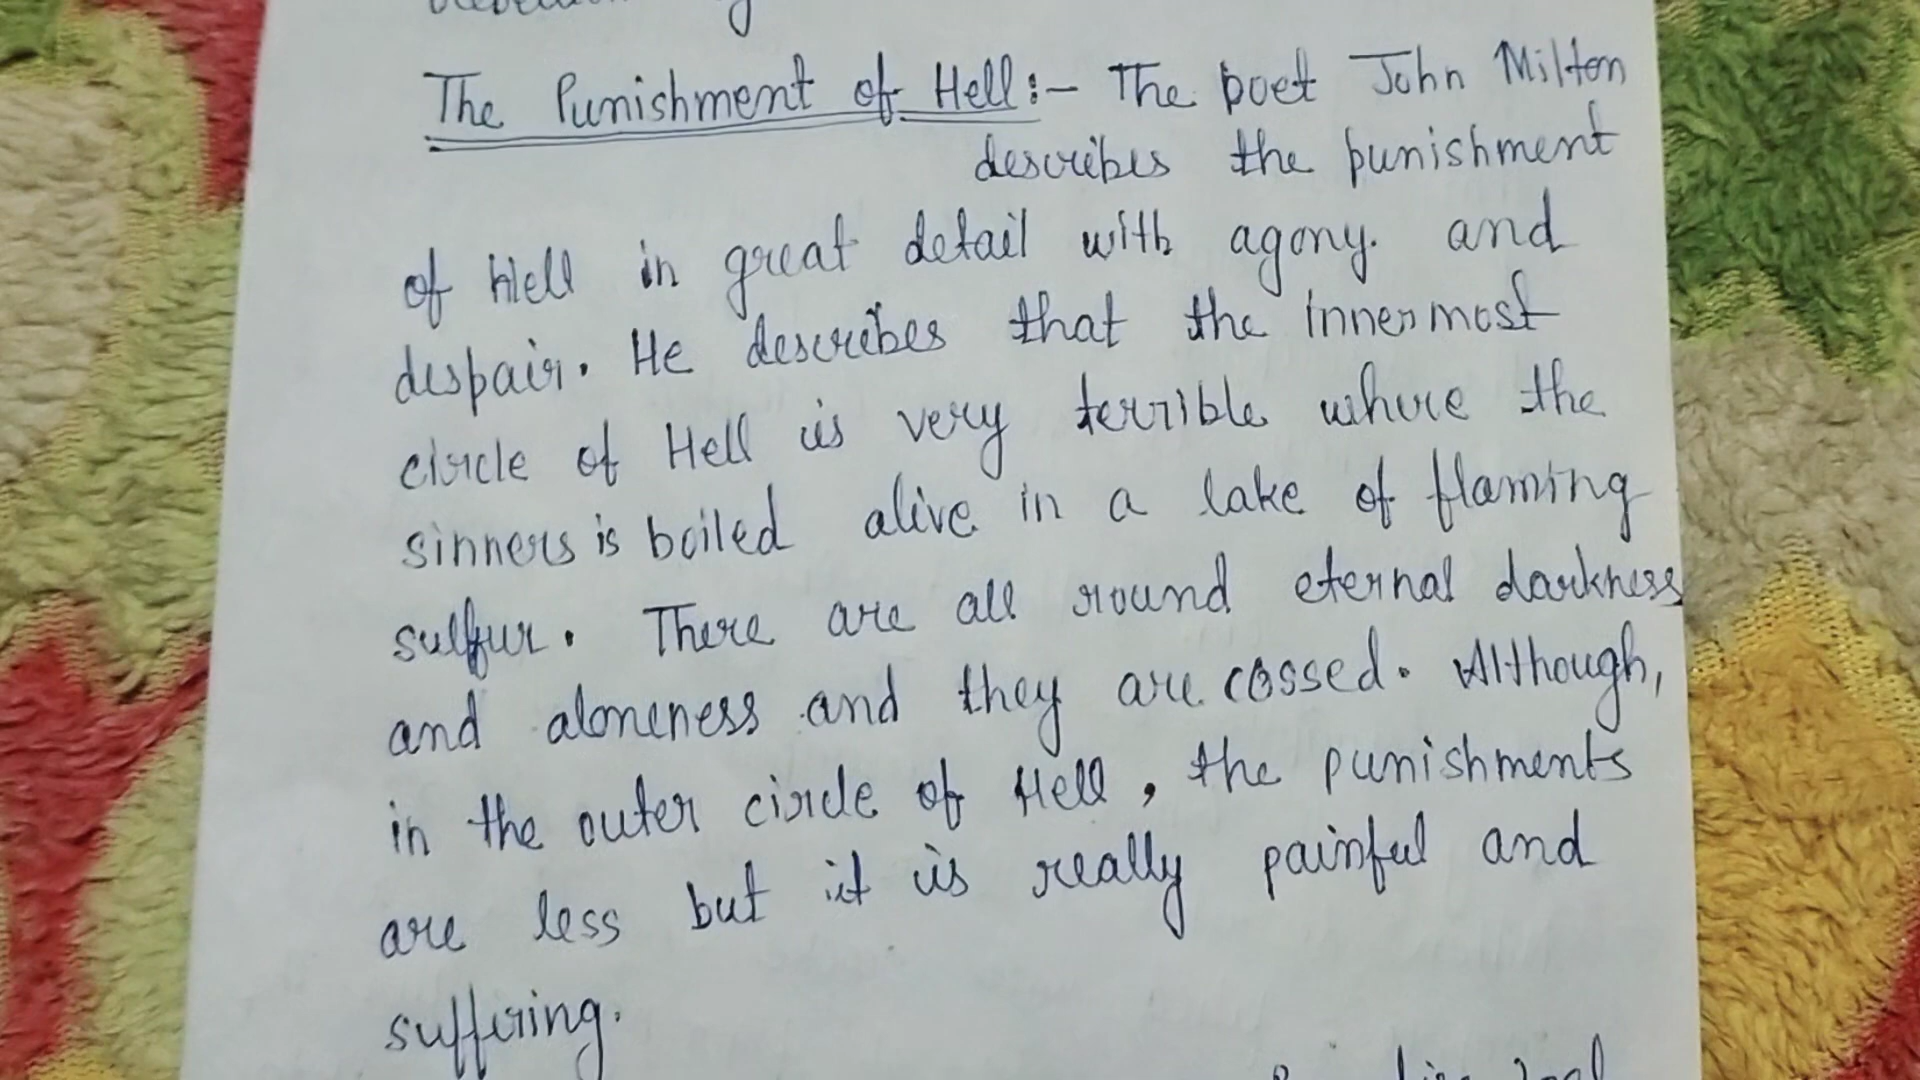 The Punishment of Hell:- The poet John Milton
describes the punishment
of Hell in great detail with agony. and
despair. He describes that the innermost
circle of Hell is very terrible where the
sinners is boiled alive in a lake of flaming
sulfur. There are all round eternal darkness
and aloneness and they are cossed. Although,
in the outer circle of Hell, the punishments
are less but it is really painful and
suffering.